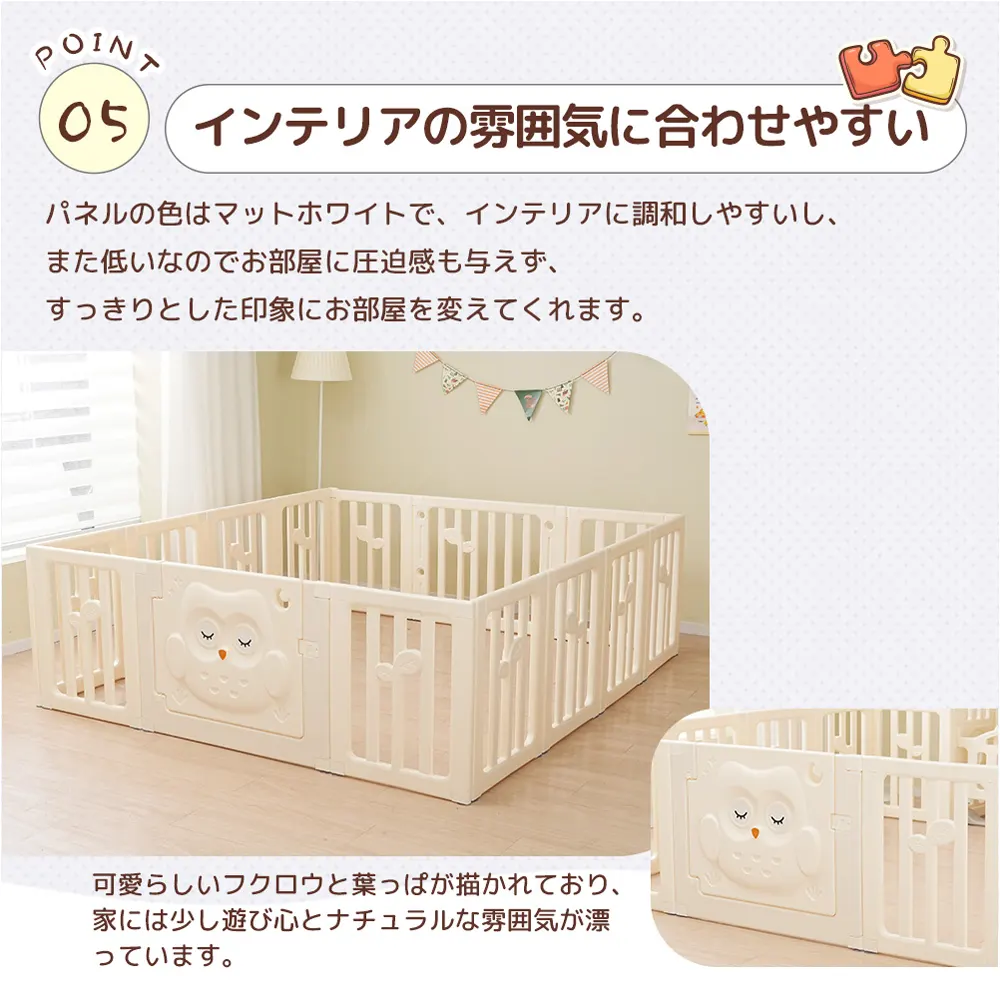 POINT
05
インテリアの雰囲気に合わせやすい
パネルの色はマットホワイトで、インテリアに調和しやすいし、
また低いなのでお部屋に圧迫感も与えず、
すっきりとした印象にお部屋を変えてくれます。
可愛らしいフクロウと葉っぱが描かれており、
家には少し遊び心とナチュラルな雰囲気が漂
っています。